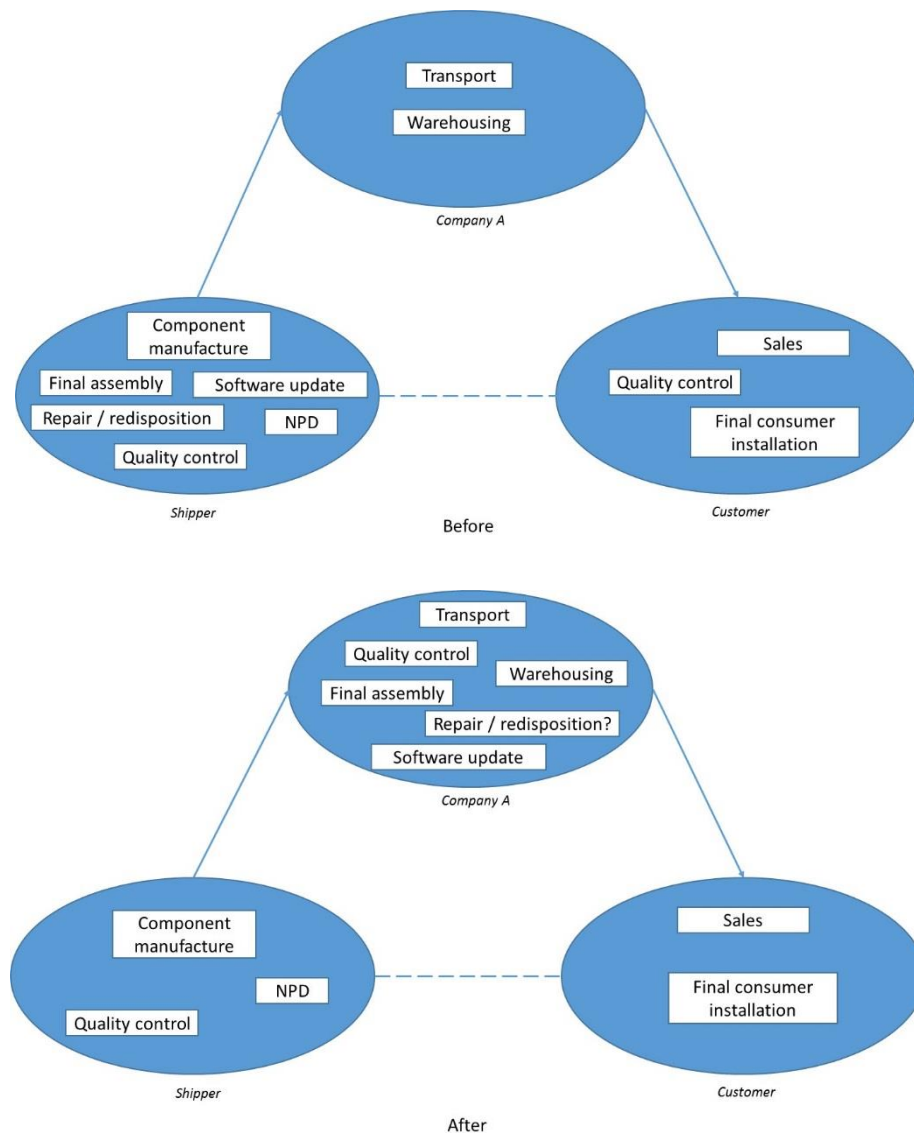 Transport
Warehousing
Company A
Component
manufacture
Final assembly
Software update
Repair / redisposition
NPD
Quality control
Shipper
Sales
Quality control
Final consumer
installation
Customer
Before
Transport
Quality control
Warehousing
Final assembly
Repair / redisposition?
Software update
Company A
Component
manufacture
NPD
Quality control
Shipper
Sales
Final consumer
installation
Customer
After